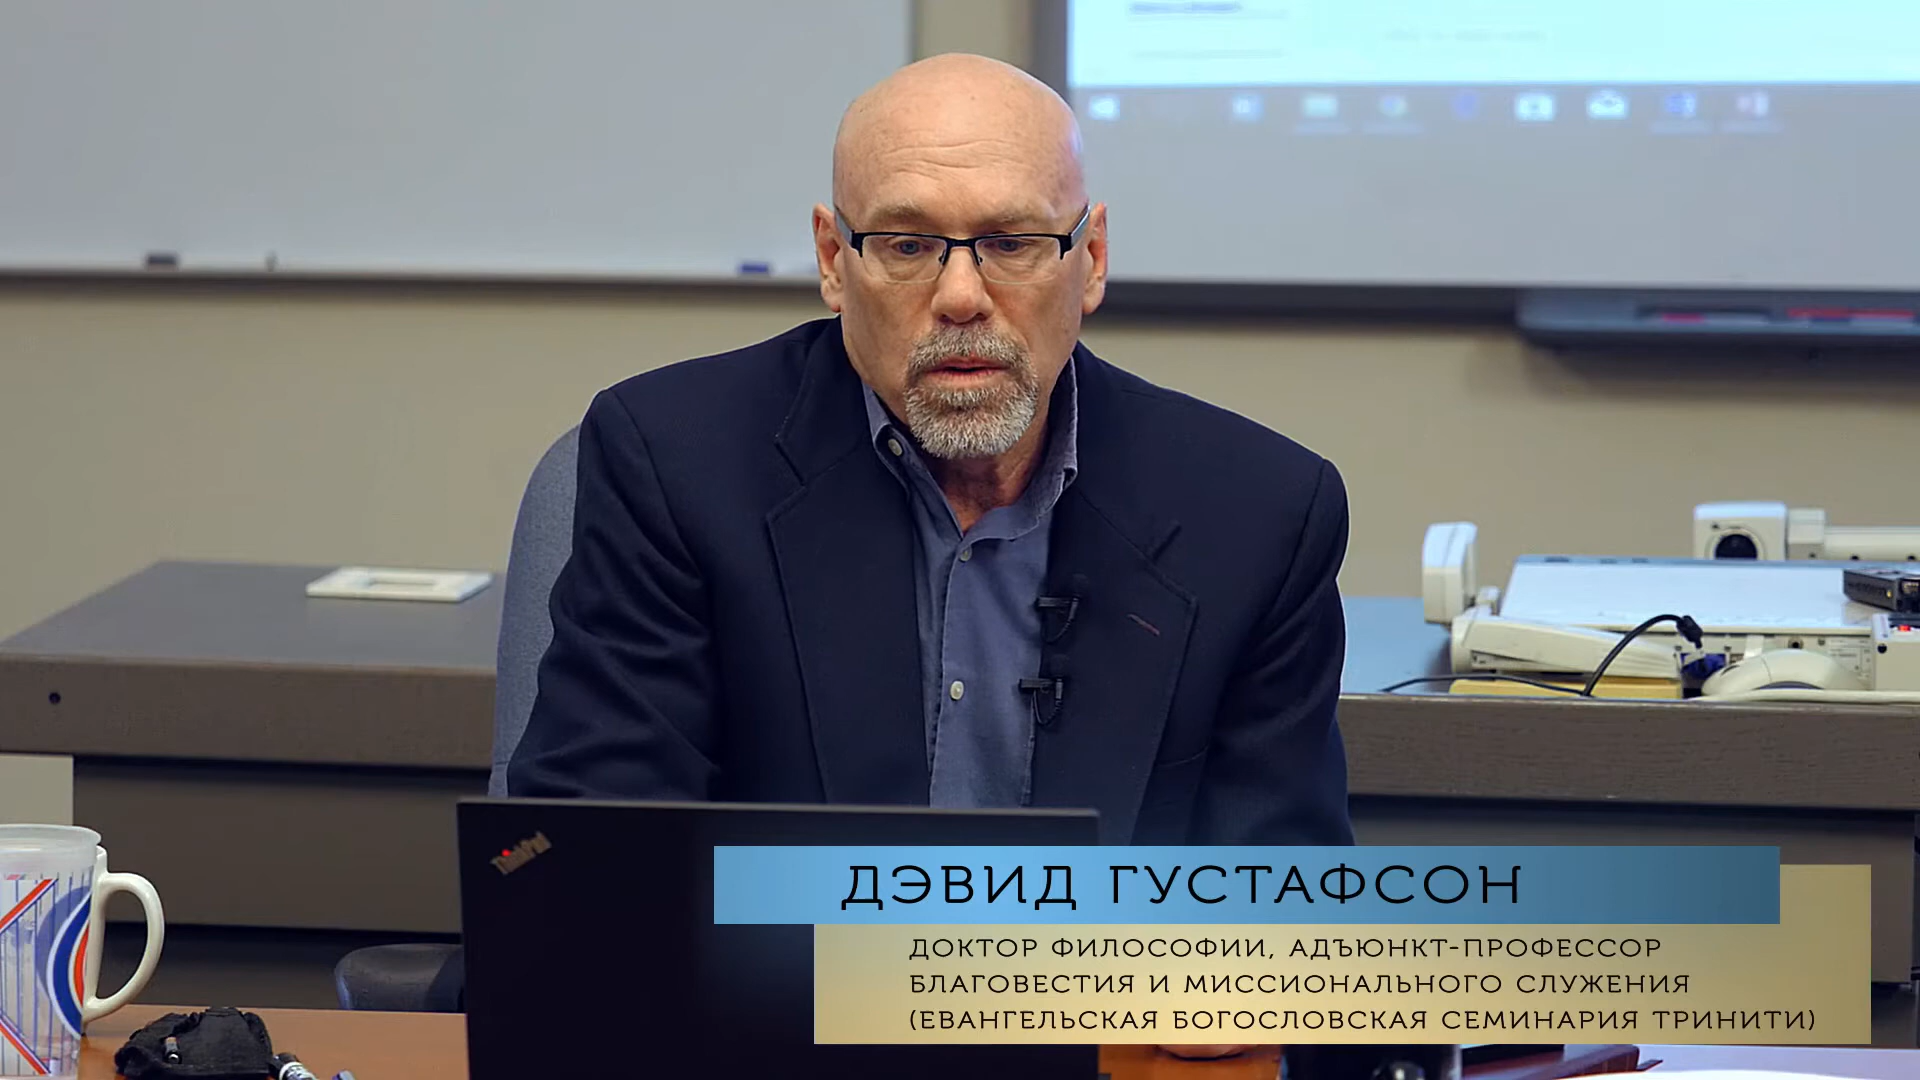 ThinkPad
ДЭВИД ГУСТАФСОН
ДОКТОР ФИЛОСОФИИ, АДЪЮНКТ-ПРОФЕССОР
БЛАГОВЕСТИЯ И МИССИОНАЛЬНОГО СЛУЖЕНИЯ
(ЕВАНГЕЛЬСКАЯ БОГОСЛОВСКАЯ СЕМИНАРИЯ ТРИНИТИ)